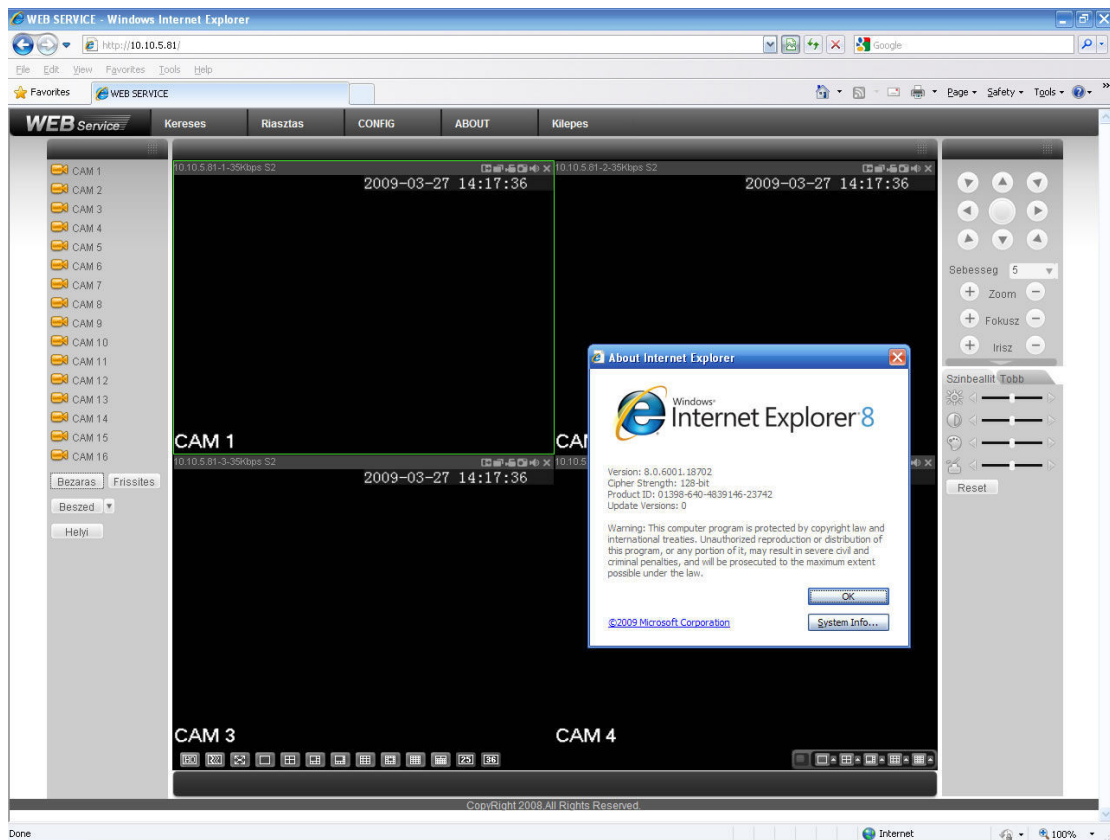 WEB SERVICE - Windows Internet Explorer
http://10.10.5.81/
Google
File Edit View Favorites Tools Help
Favorites
WEB SERVICE
Page Safety Tools
WEB Service
Kereses
Riasztas
CONFIG
ABOUT
Kilepes
CAM 1
CAM 2
CAM 3
CAM 4
CAM 5
CAM 6
CAM 7
CAM 8
CAM 9
CAM 10
CAM 11
CAM 12
CAM 13
CAM 14
CAM 15
CAM 16
Bezaras Frissites
Beszed
Helyi
10.10.5.81-1-35Kbps S2
2009-03-27 14:17:36
CAM 1
10.10.5.81-2-35Kbps S2
2009-03-27 14:17:36
10.10.5.81-3-35Kbps S2
2009-03-27 14:17:36
CAM 3
CAM 4
25 36
About Internet Explorer
Windows
Internet Explorer 8
Version: 8.0.6001.18702
Cipher Strength: 128-bit
Product ID: 01398-640-4839146-23742
Update Versions: 0
Warning: This computer program is protected by copyright law and
international treaties. Unauthorized reproduction or distribution of
this program, or any portion of it, may result in severe civil and
criminal penalties, and will be prosecuted to the maximum extent
possible under the law.
OK
©2009 Microsoft Corporation
System Info...
Sebesseg 5
Zoom
Fokusz
Irisz
Szinbeallit Tobb
Reset
CopyRight 2008.All Rights Reserved.
Done
Internet
100%